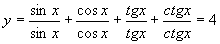 y = sin x / sin x + cos x / cos x + tgx / tgx + ctgx / ctgx = 4